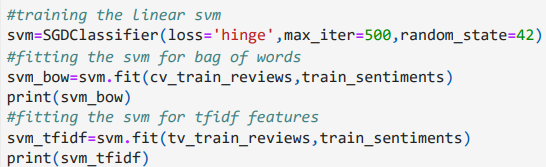 #training the linear svm
svm=SGDClassifier(loss='hinge',max_iter=500,random_state=42)
#fitting the svm for bag of words
svm_bow=svm.fit(cv_train_reviews,train_sentiments)
print(svm_bow)
#fitting the svm for tfidf features
svm_tfidf=svm.fit(tv_train_reviews,train_sentiments)
print(svm_tfidf)